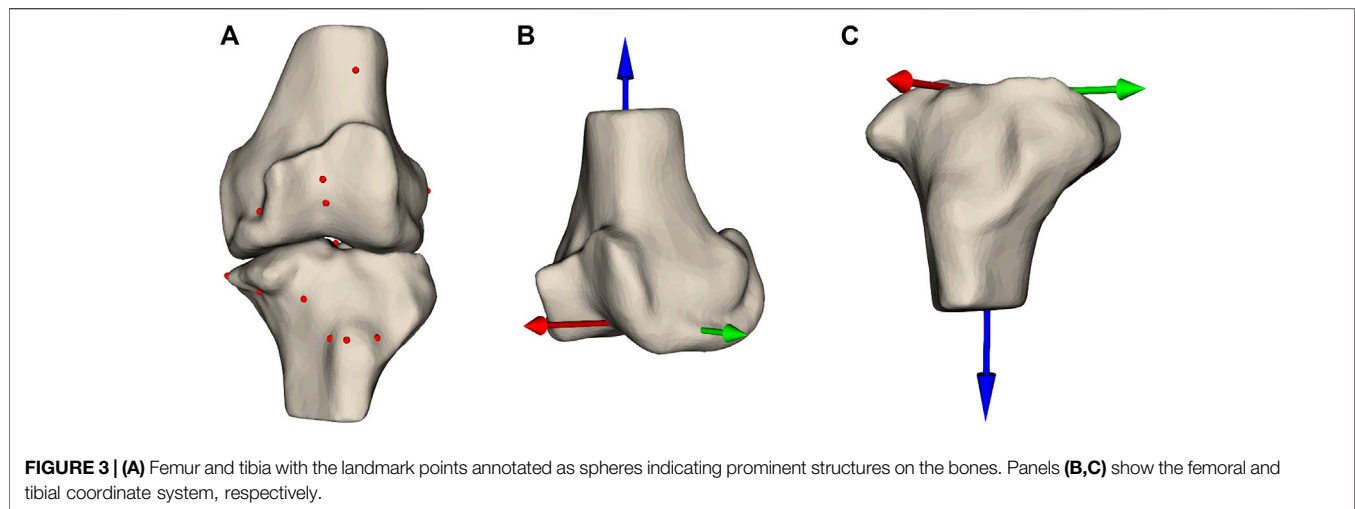 A
B
C
FIGURE 3 | (A) Femur and tibia with the landmark points annotated as spheres indicating prominent structures on the bones. Panels (B,C) show the femoral and
tibial coordinate system, respectively.